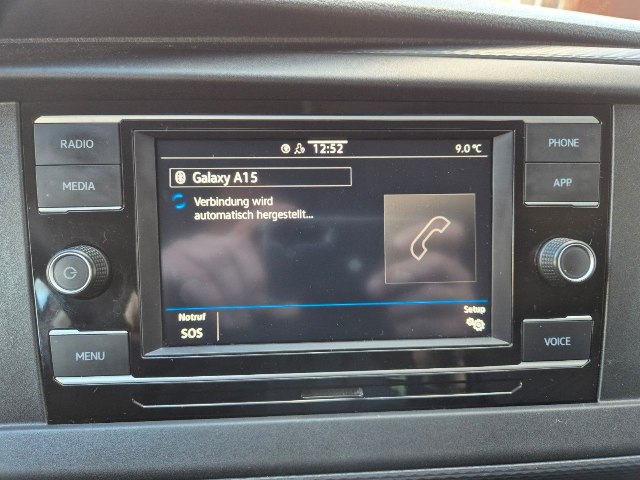 RADIO
MEDIA
MENU
12:52
9.0 °C
Galaxy A15
Verbindung wird
automatisch hergestellt...
Notruf
SOS
Setup
PHONE
APP
VOICE